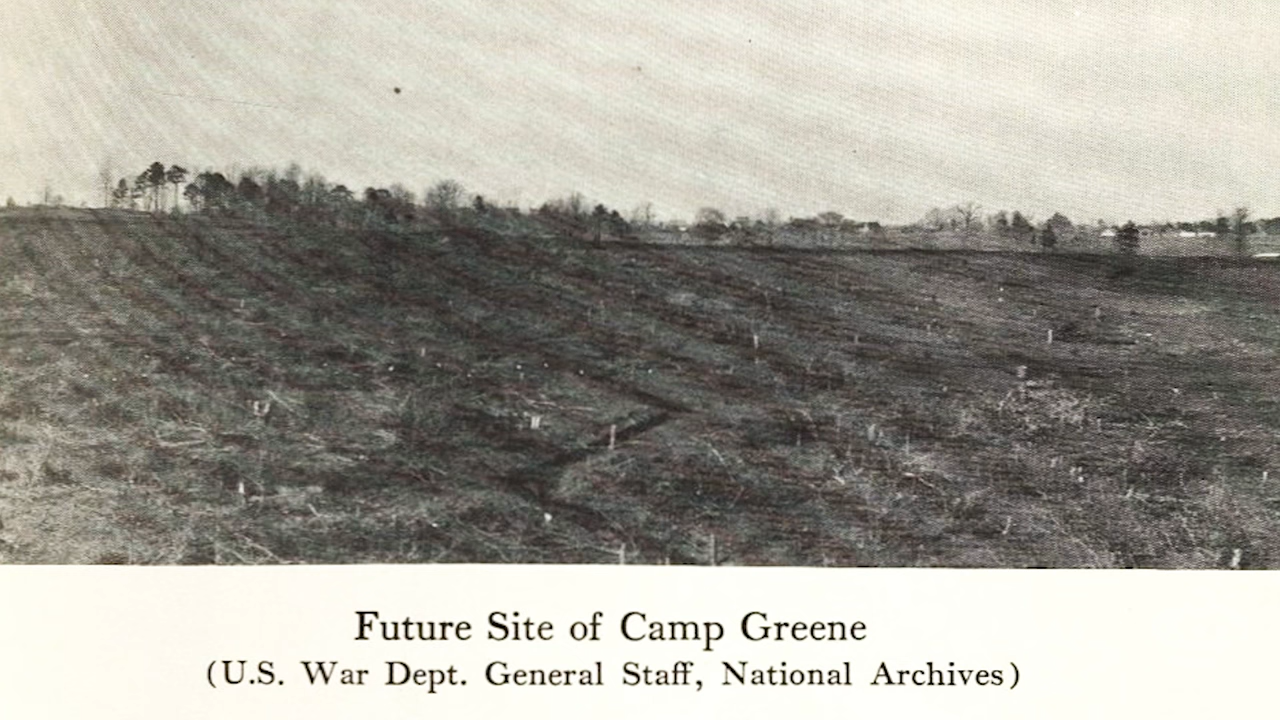 Future Site of Camp Greene
(U.S. War Dept. General Staff, National Archives)